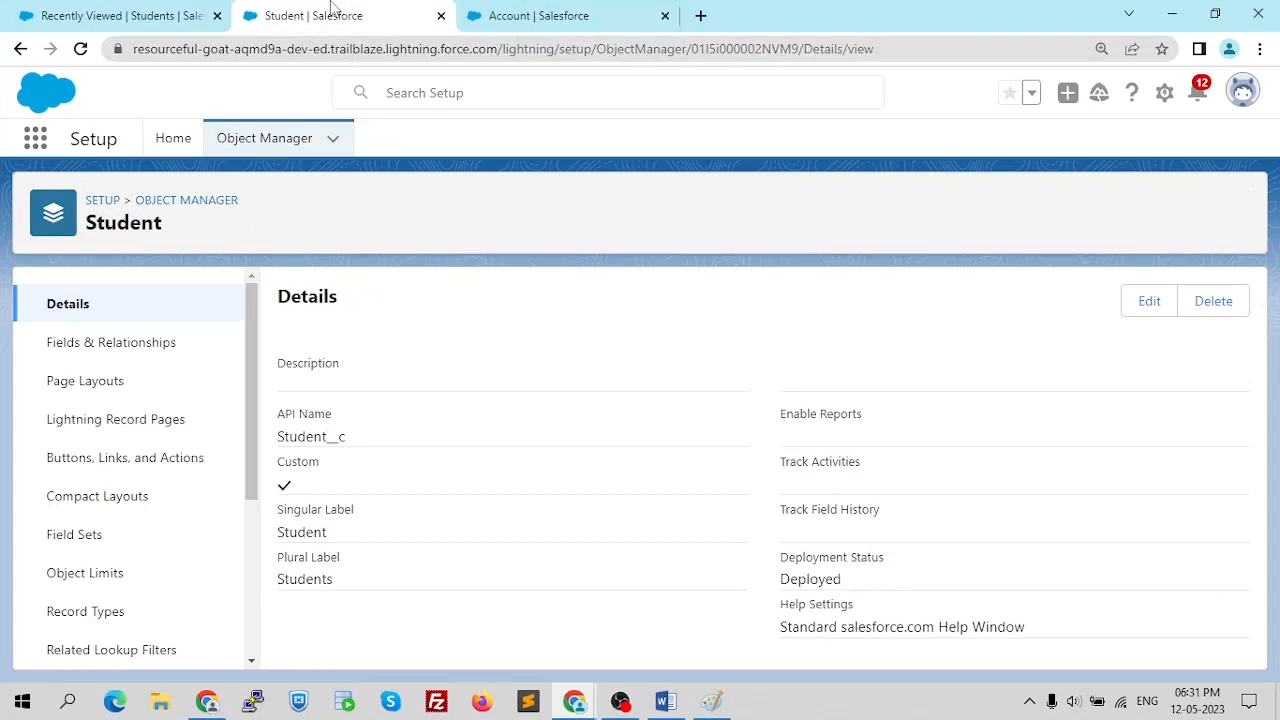 Recently Viewed | Students | Sale
Student | Salesforce
Account | Salesforce
resourceful-goat-aqmd9a-dev-ed.trailblaze.lightning.force.com/lightning/setup/ObjectManager/01I5i000002NVM9/Details/view
Search Setup
12
Setup
Home
Object Manager
SETUP > OBJECT MANAGER
Student
Details
Fields & Relationships
Page Layouts
Lightning Record Pages
Buttons, Links, and Actions
Compact Layouts
Field Sets
Object Limits
Record Types
Related Lookup Filters
Details
Edit
Delete
Description
API Name
Student__c
Custom
Singular Label
Student
Plural Label
Students
Enable Reports
Track Activities
Track Field History
Deployment Status
Deployed
Help Settings
Standard salesforce.com Help Window
ENG
06:31 PM
12-05-2023